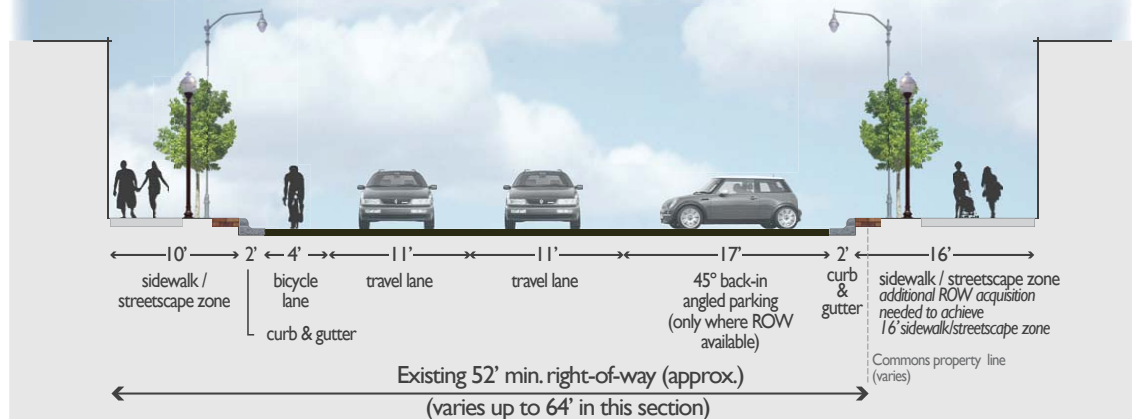 10’
2’
4’
11’
11’
17’
2’
16’
sidewalk /
streetscape zone
curb & gutter
bicycle
lane
travel lane
travel lane
45º back-in
angled parking
(only where ROW
available)
curb
&
gutter
sidewalk / streetscape zone
additional ROW acquisition
needed to achieve
16’ sidewalk/streetscape zone
Commons property line
(varies)
Existing 52’ min. right-of-way (approx.)
(varies up to 64’ in this section)